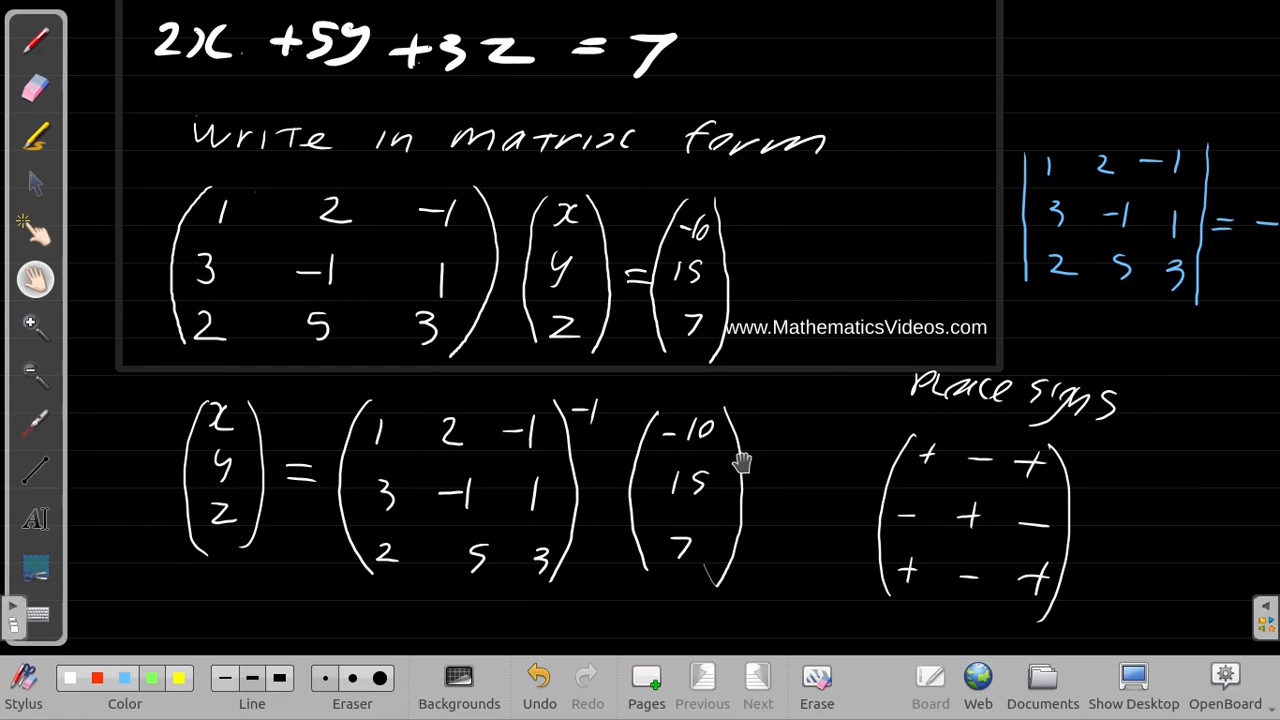 2x +5y +3z = 7
Write in matrix form
1 2 -1
3 -1 1
2 5 3
x
y
z
=
-10
15
7
www.MathematicsVideos.com
1 2 -1
3 -1 1
2 5 3
= -
x
y
z
=
1 2 -1
3 -1 1
2 5 3
-1
-10
15
7
Place signs
+ - +
- + -
+ - +
Stylus
Color
Line
Eraser
Backgrounds
Undo
Redo
Pages
Previous
Next
Erase
Board
Web
Documents
Show Desktop
OpenBoard